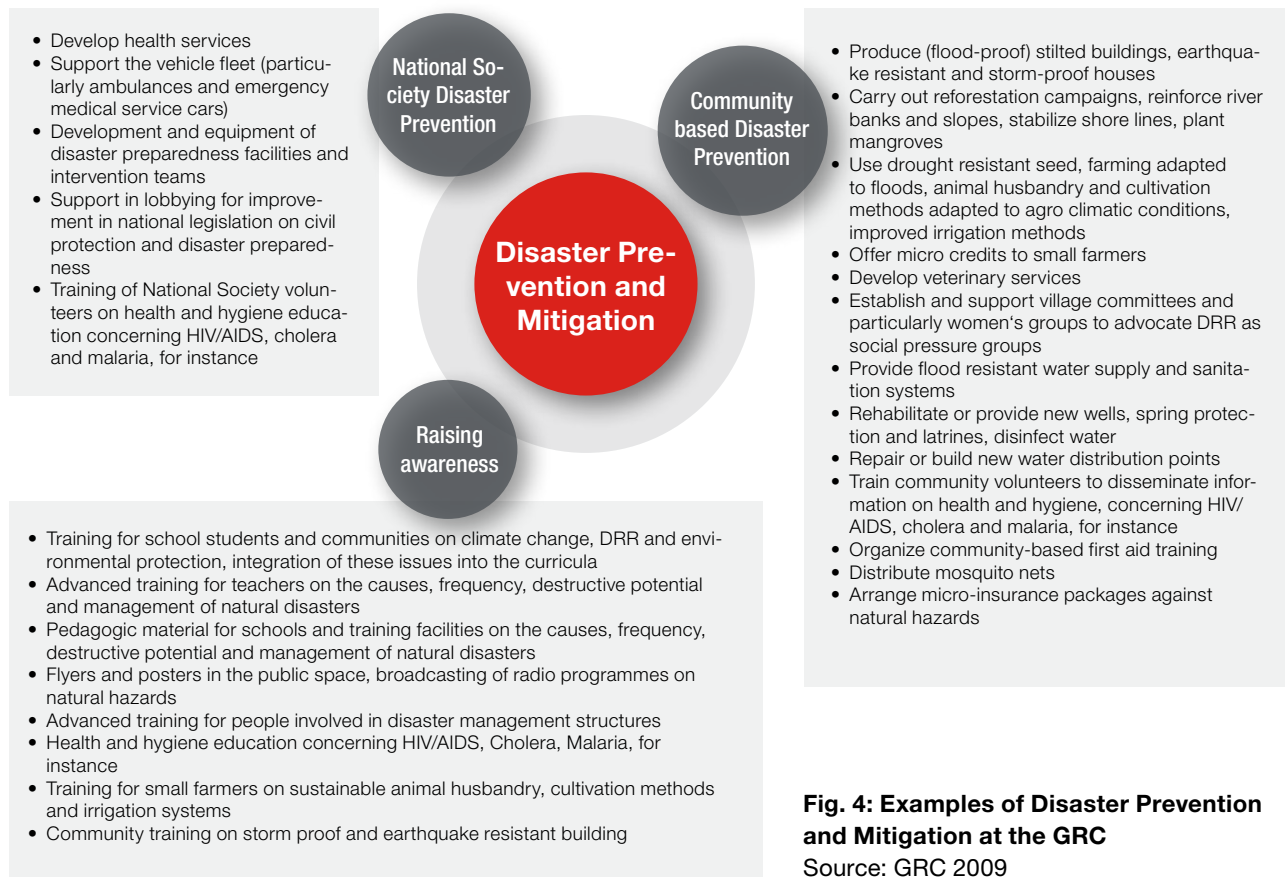 • Develop health services
• Support the vehicle fleet (particu-
larly ambulances and emergency
medical service cars)
• Development and equipment of
disaster preparedness facilities and
intervention teams
• Support in lobbying for improve-
ment in national legislation on civil
protection and disaster prepared-
ness
• Training of National Society volun-
teers on health and hygiene educa-
tion concerning HIV/AIDS, cholera
and malaria, for instance
National So-
ciety Disaster
Prevention
Community
based Disaster
Prevention
Disaster Pre-
vention and
Mitigation
Raising
awareness
• Produce (flood-proof) stilted buildings, earthqua-
ke resistant and storm-proof houses
• Carry out reforestation campaigns, reinforce river
banks and slopes, stabilize shore lines, plant
mangroves
• Use drought resistant seed, farming adapted
to floods, animal husbandry and cultivation
methods adapted to agro climatic conditions,
improved irrigation methods
• Offer micro credits to small farmers
• Develop veterinary services
• Establish and support village committees and
particularly women‘s groups to advocate DRR as
social pressure groups
• Provide flood resistant water supply and sanita-
tion systems
• Rehabilitate or provide new wells, spring protec-
tion and latrines, disinfect water
• Repair or build new water distribution points
• Train community volunteers to disseminate infor-
mation on health and hygiene, concerning HIV/
AIDS, cholera and malaria, for instance
• Organize community-based first aid training
• Distribute mosquito nets
• Arrange micro-insurance packages against
natural hazards
• Training for school students and communities on climate change, DRR and envi-
ronmental protection, integration of these issues into the curricula
• Advanced training for teachers on the causes, frequency, destructive potential
and management of natural disasters
• Pedagogic material for schools and training facilities on the causes, frequency,
destructive potential and management of natural disasters
• Flyers and posters in the public space, broadcasting of radio programmes on
natural hazards
• Advanced training for people involved in disaster management structures
• Health and hygiene education concerning HIV/AIDS, Cholera, Malaria, for
instance
• Training for small farmers on sustainable animal husbandry, cultivation methods
and irrigation systems
• Community training on storm proof and earthquake resistant building
Fig. 4: Examples of Disaster Prevention
and Mitigation at the GRC
Source: GRC 2009